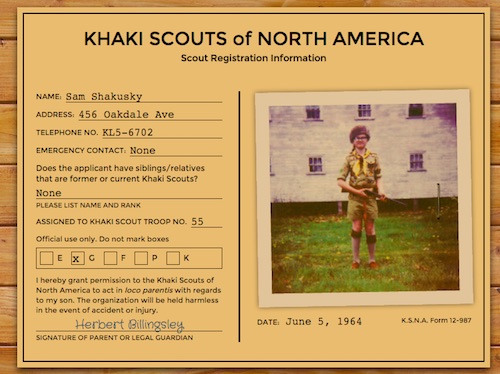 KHAKI SCOUTS of NORTH AMERICA
Scout Registration Information
NAME: Sam Shakusky
ADDRESS: 456 Oakdale Ave
TELEPHONE NO. KL5-6702
EMERGENCY CONTACT: None
Does the applicant have siblings/relatives
that are former or current Khaki Scouts?
None
PLEASE LIST NAME AND RANK
ASSIGNED TO KHAKI SCOUT TROOP NO. 55
Official use only. Do not mark boxes
E x G F P K
I hereby grant permission to the Khaki Scouts of
North America to act in loco parentis with regards
to my son. The organization will be held harmless
in the event of accident or injury.
Herbert Billingsley
SIGNATURE OF PARENT OR LEGAL GUARDIAN
DATE: June 5, 1964
K.S.N.A. Form 12-987